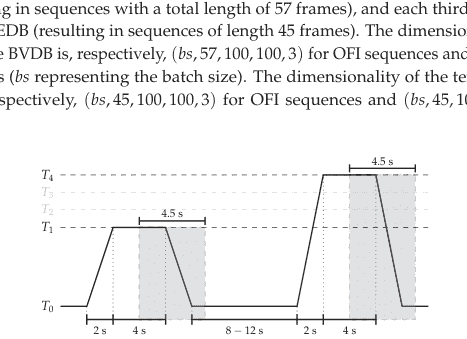 ng in sequences with a total length of 57 frames), and each third
EDB (resulting in sequences of length 45 frames). The dimension
e BVDB is, respectively, (bs, 57, 100, 100, 3) for OFI sequences and
s (bs representing the batch size). The dimensionality of the te
espectively, (bs, 45, 100, 100, 3) for OFI sequences and (bs, 45, 10
4.5 s
T4
T3
T2
4.5 s
T1
T0
2 s 4 s 8 − 12 s 2 s 4 s